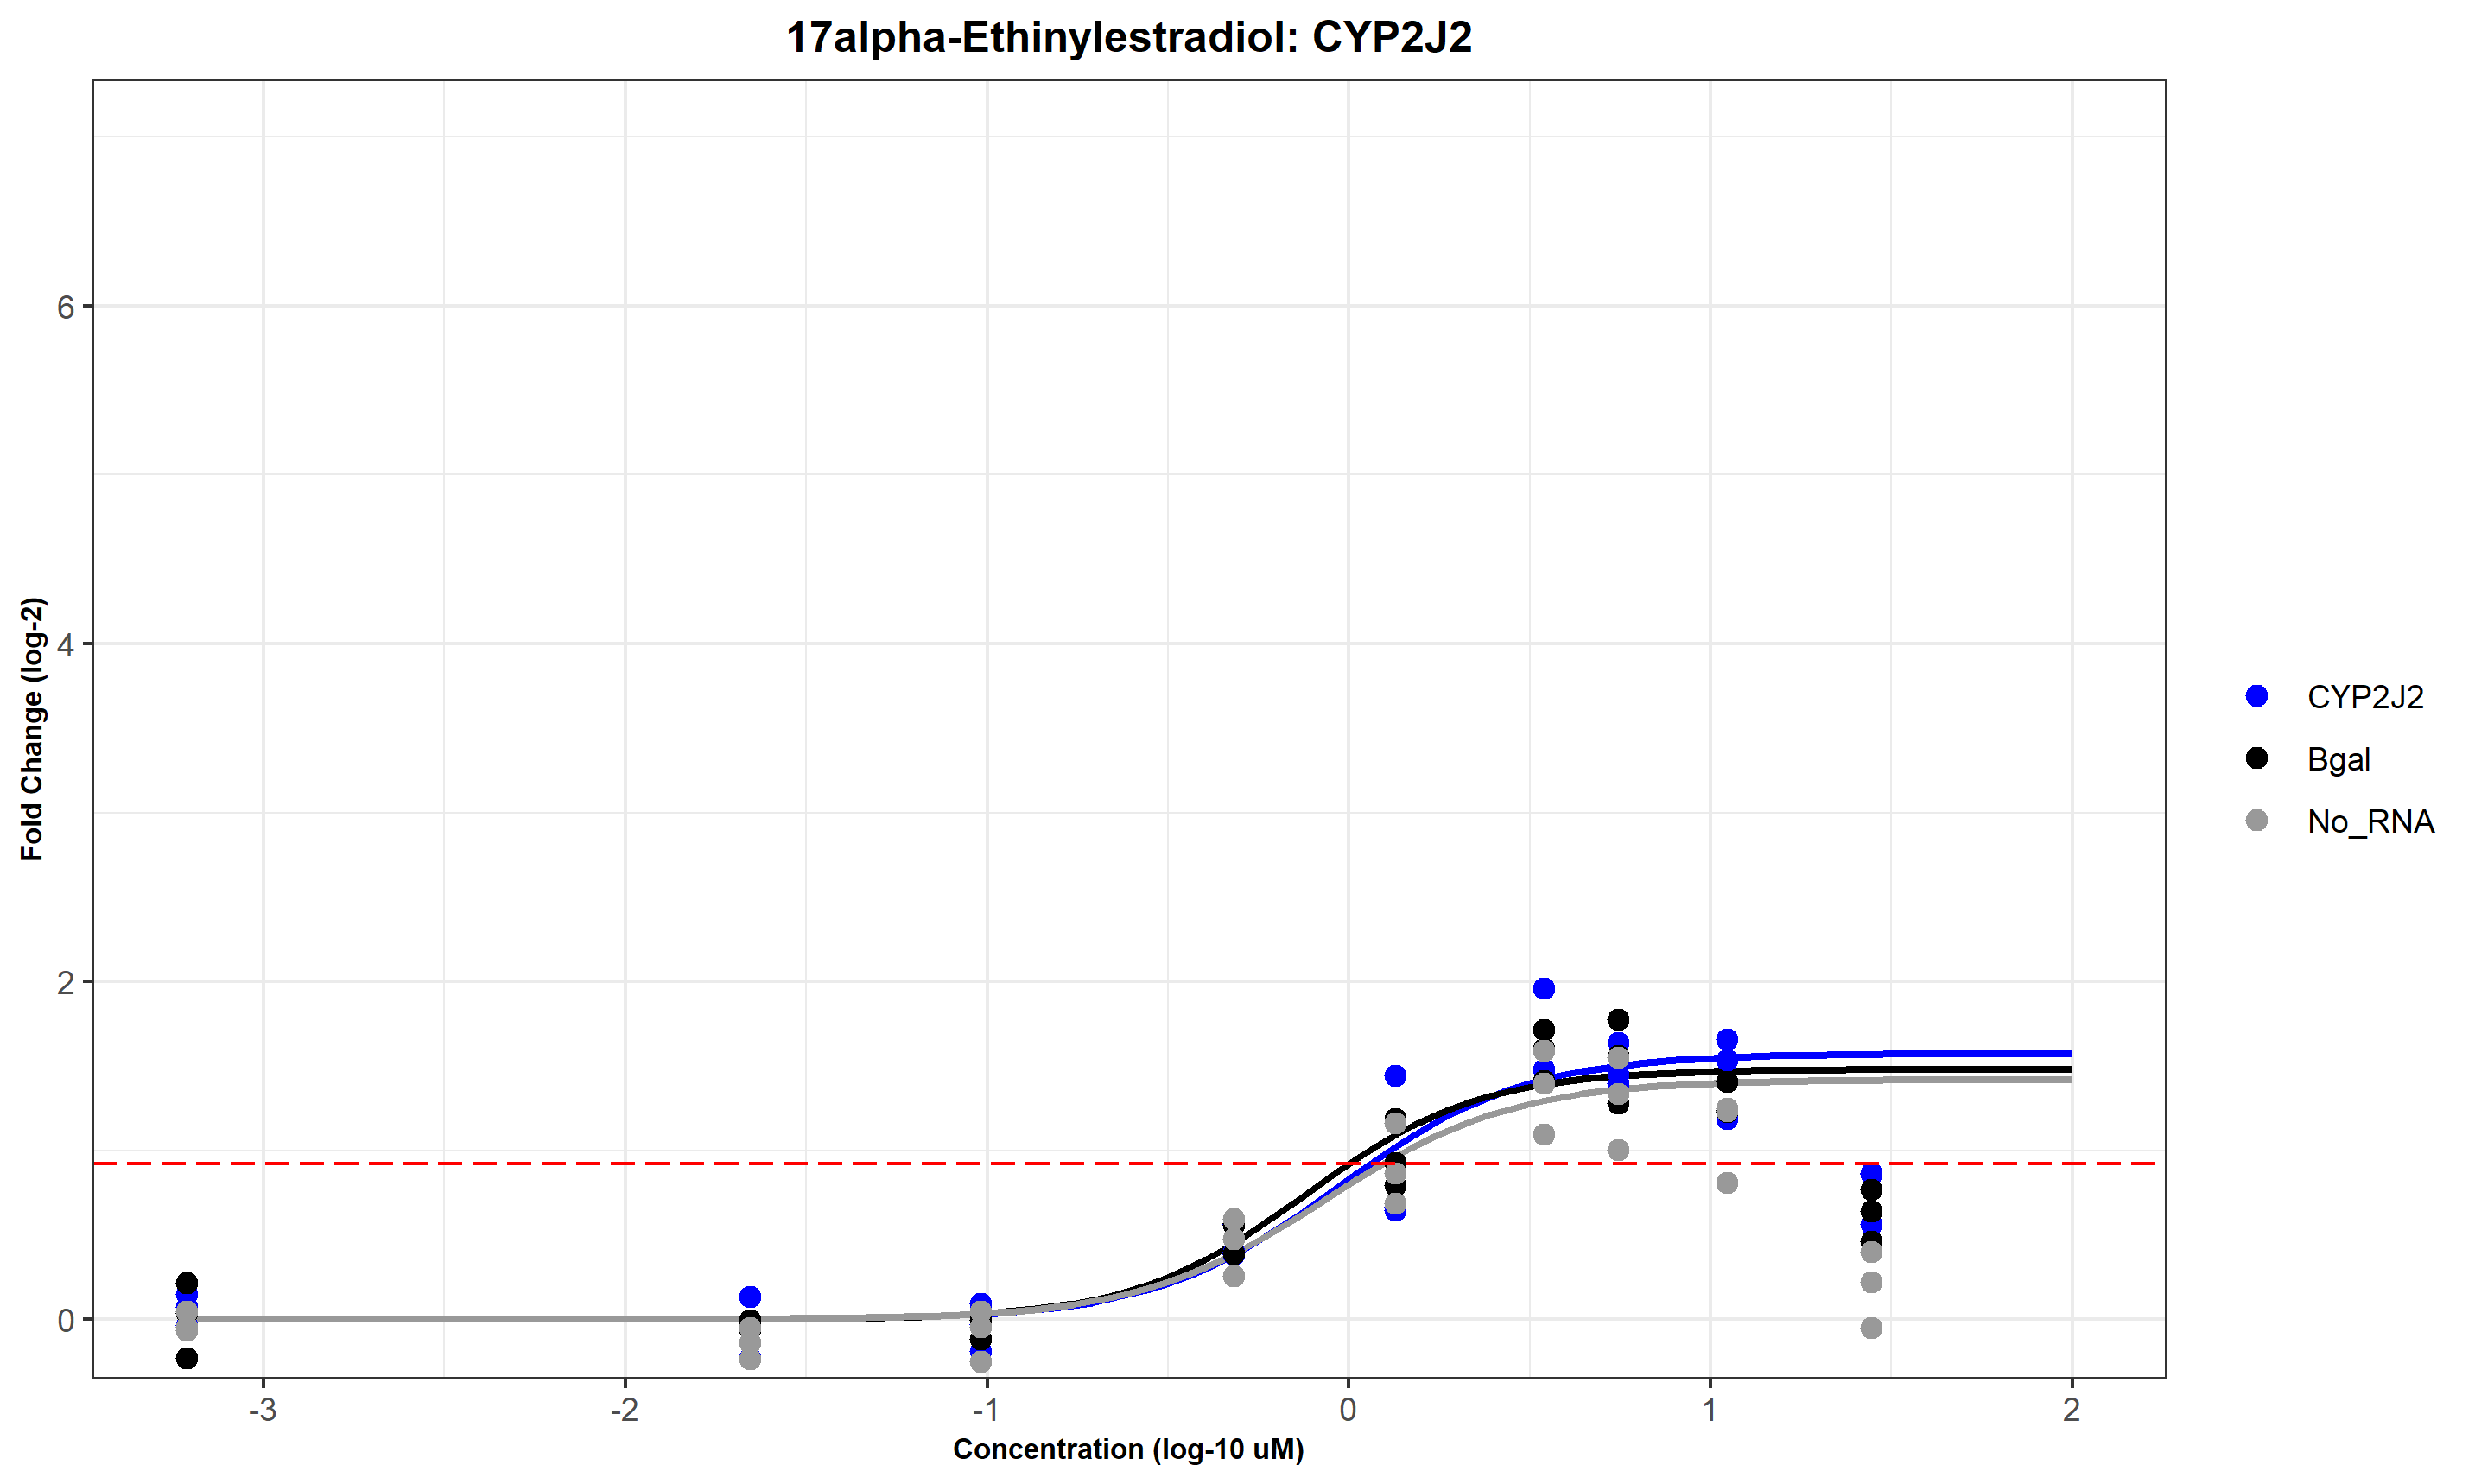 17alpha-Ethinylestradiol: CYP2J2
Fold Change (log-2)
6
4
2
0
-3
-2
-1
0
1
2
Concentration (log-10 uM)
CYP2J2
Bgal
No_RNA